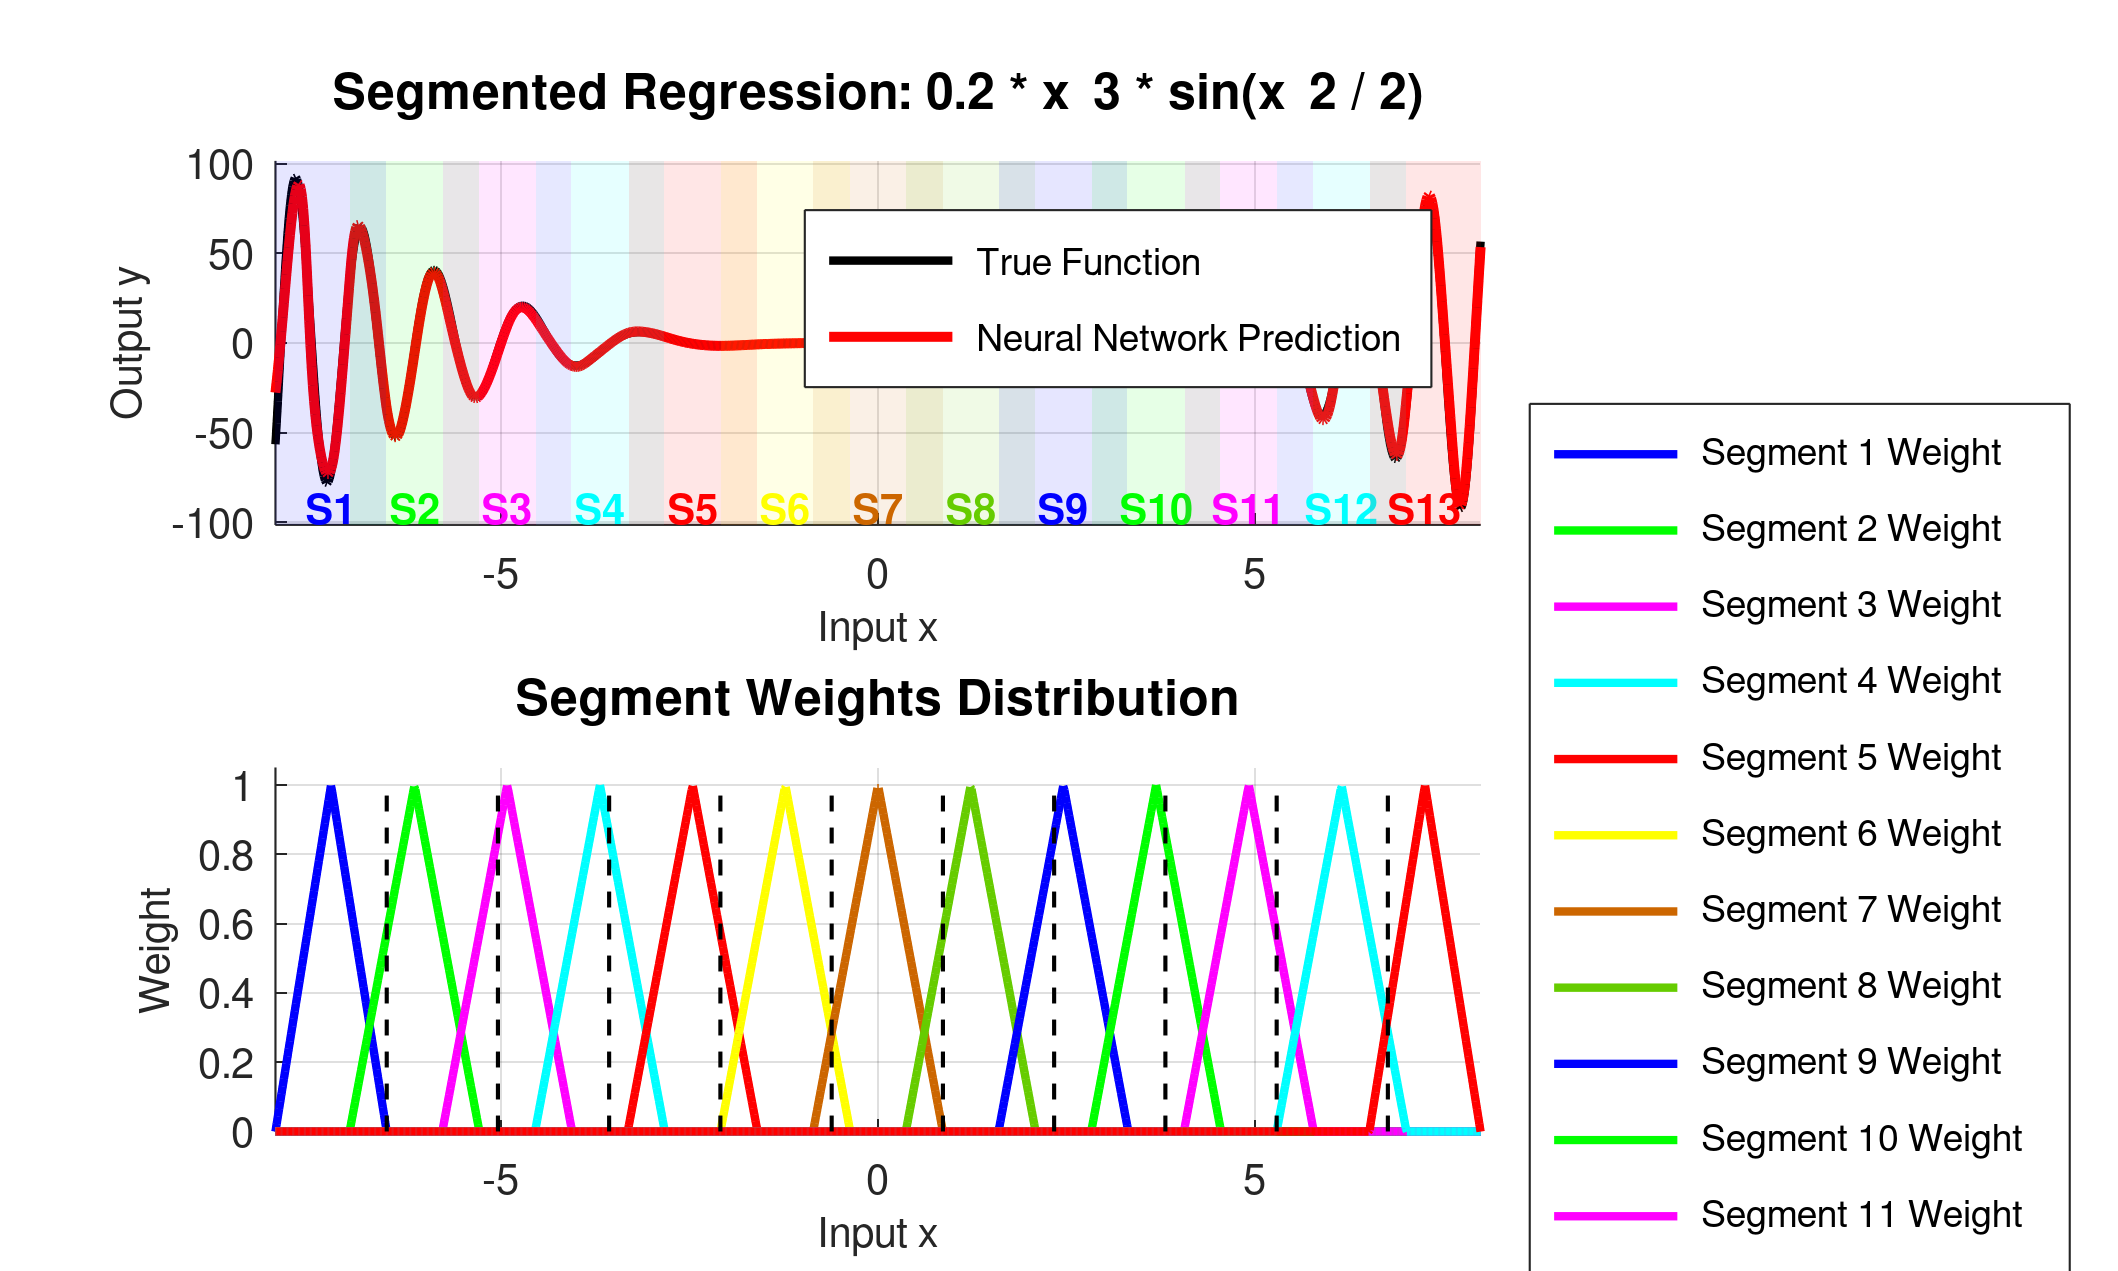 Segmented Regression: 0.2 * x 3 * sin(x 2 / 2)
100
50
0
-50
-100
Output y
True Function
Neural Network Prediction
S1 S2 S3 S4 S5 S6 S7 S8 S9 S10 S11 S12 S13
-5 0 5
Input x
Segment Weights Distribution
1
0.8
0.6
0.4
0.2
0
Weight
-5 0 5
Input x
Segment 1 Weight
Segment 2 Weight
Segment 3 Weight
Segment 4 Weight
Segment 5 Weight
Segment 6 Weight
Segment 7 Weight
Segment 8 Weight
Segment 9 Weight
Segment 10 Weight
Segment 11 Weight